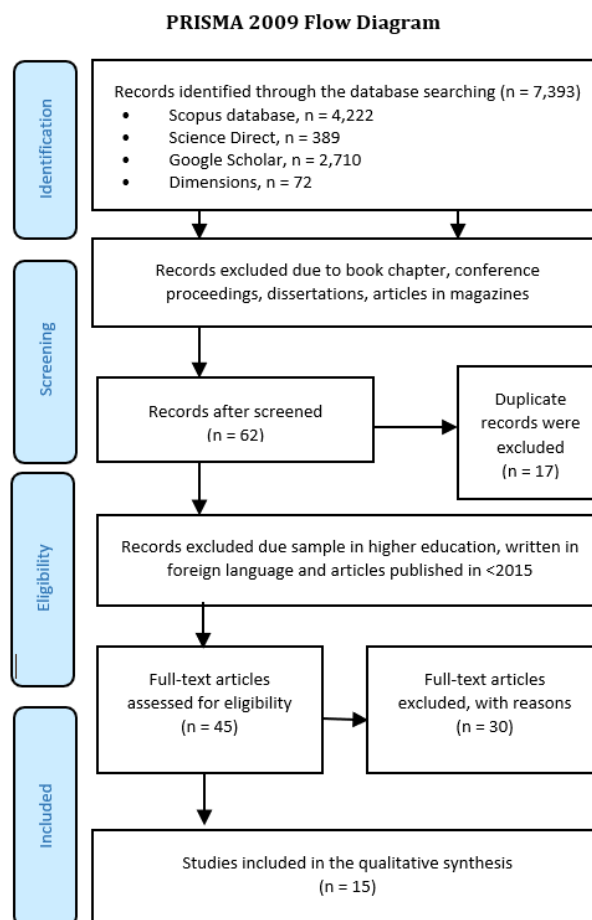 PRISMA 2009 Flow Diagram
Identification
Records identified through the database searching (n = 7,393)
• Scopus database, n = 4,222
• Science Direct, n = 389
• Google Scholar, n = 2,710
• Dimensions, n = 72
Records excluded due to book chapter, conference
proceedings, dissertations, articles in magazines
Screening
Records after screened
(n = 62)
Duplicate
records were
excluded
(n = 17)
Eligibility
Records excluded due sample in higher education, written in
foreign language and articles published in <2015
Full-text articles
assessed for eligibility
(n = 45)
Full-text articles
excluded, with reasons
(n = 30)
Included
Studies included in the qualitative synthesis
(n = 15)